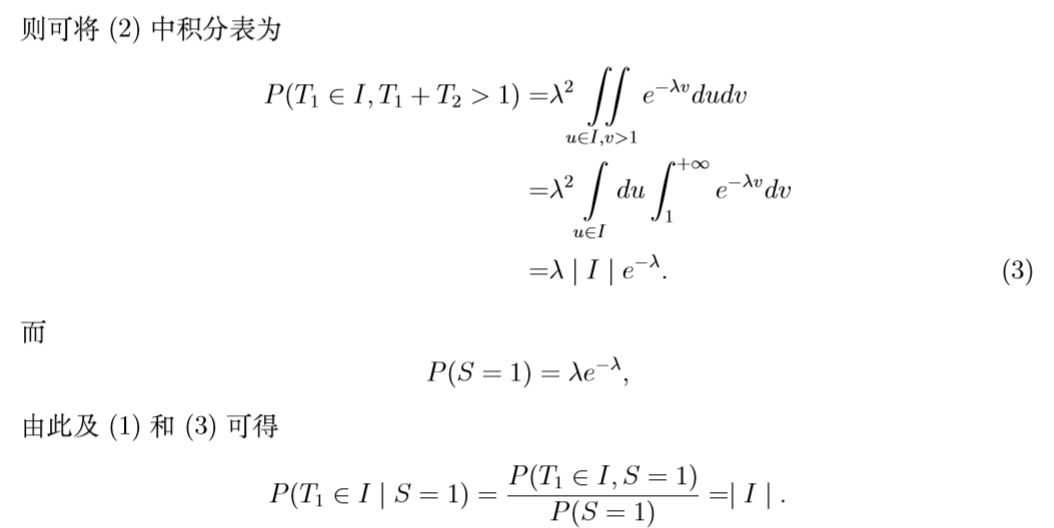 则可将 (2) 中积分表为
P(T₁ ∈ I, T₁ + T₂ > 1) =λ² ∬ e^{−λv}dudv
u∈I,v>1
=λ² ∫ du ∫₁^{+∞} e^{−λv}dv
u∈I
=λ | I | e^{−λ}. (3)
而
P(S = 1) = λe^{−λ},
由此及 (1) 和 (3) 可得
P(T₁ ∈ I | S = 1) = \frac{P(T₁ ∈ I, S = 1)}{P(S = 1)} =| I | .